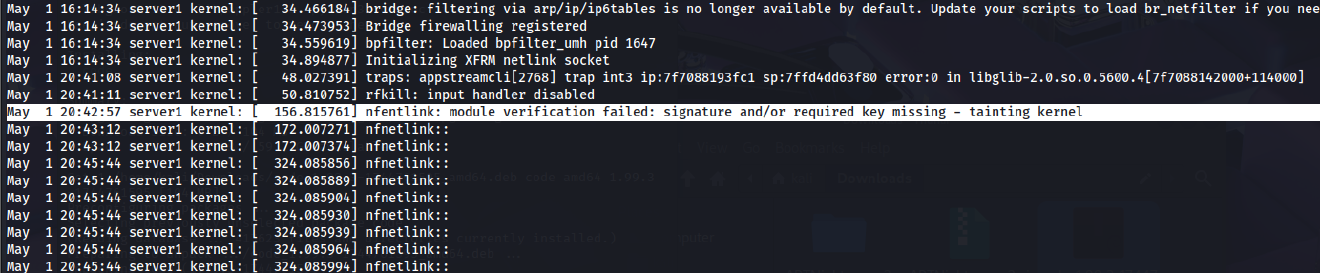 May  1 16:14:34 server1 kernel: [   34.466184] bridge: filtering via arp/ip/ip6tables is no longer available by default. Update your scripts to load br_netfilter if you nee
May  1 16:14:34 server1 kernel: [   34.473953] Bridge firewalling registered
May  1 16:14:34 server1 kernel: [   34.559619] bpfilter: Loaded bpfilter_umh pid 1647
May  1 16:14:34 server1 kernel: [   34.894877] Initializing XFRM netlink socket
May  1 20:41:08 server1 kernel: [   48.027391] traps: appstreamcli[2768] trap int3 ip:7f7088193fc1 sp:7ffd4dd63f80 error:0 in libglib-2.0.so.0.5600.4[7f7088142000+114000]
May  1 20:41:11 server1 kernel: [   50.810752] rfkill: input handler disabled
May  1 20:42:57 server1 kernel: [  156.815761] nfentlink: module verification failed: signature and/or required key missing - tainting kernel
May  1 20:43:12 server1 kernel: [  172.007271] nfnetlink::
May  1 20:43:12 server1 kernel: [  172.007374] nfnetlink::
May  1 20:45:44 server1 kernel: [  324.085856] nfnetlink::
May  1 20:45:44 server1 kernel: [  324.085889] nfnetlink::
May  1 20:45:44 server1 kernel: [  324.085904] nfnetlink::
May  1 20:45:44 server1 kernel: [  324.085930] nfnetlink::
May  1 20:45:44 server1 kernel: [  324.085939] nfnetlink::
May  1 20:45:44 server1 kernel: [  324.085964] nfnetlink::
May  1 20:45:44 server1 kernel: [  324.085994] nfnetlink::
View
Help
Downloads
currently installed